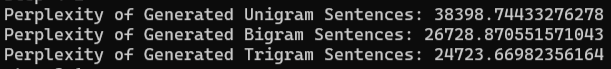 Perplexity of Generated Unigram Sentences: 38398.74433276278
Perplexity of Generated Bigram Sentences: 26728.870551571043
Perplexity of Generated Trigram Sentences: 24723.66982356164